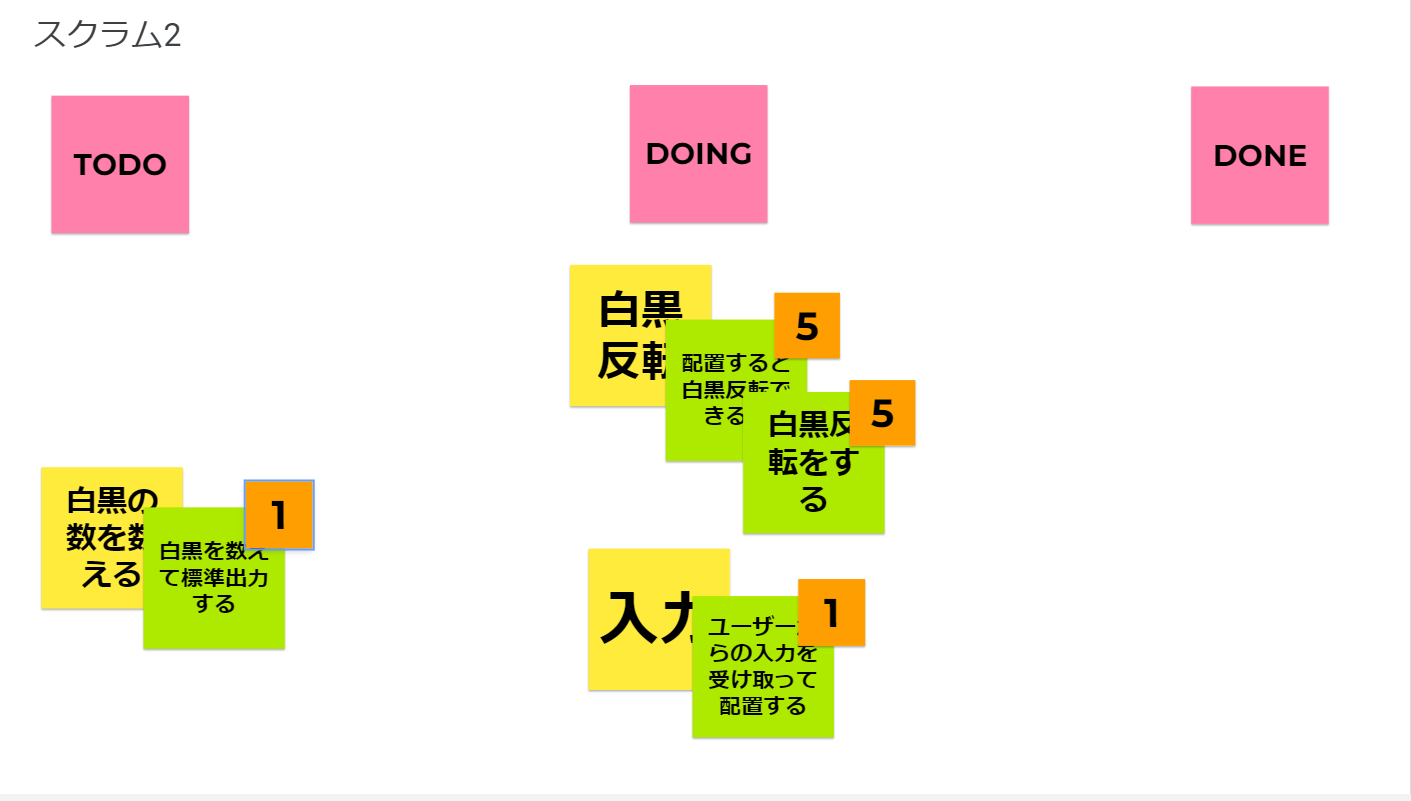 スクラム2
TODO
DOING
DONE
白黒
反転
5
配置すると
白黒反転で
きる
5
白黒反
転をす
る
白黒の
数を数
える
1
白黒を数え
て標準出力
する
入力
1
ユーザーか
らの入力を
受け取って
配置する